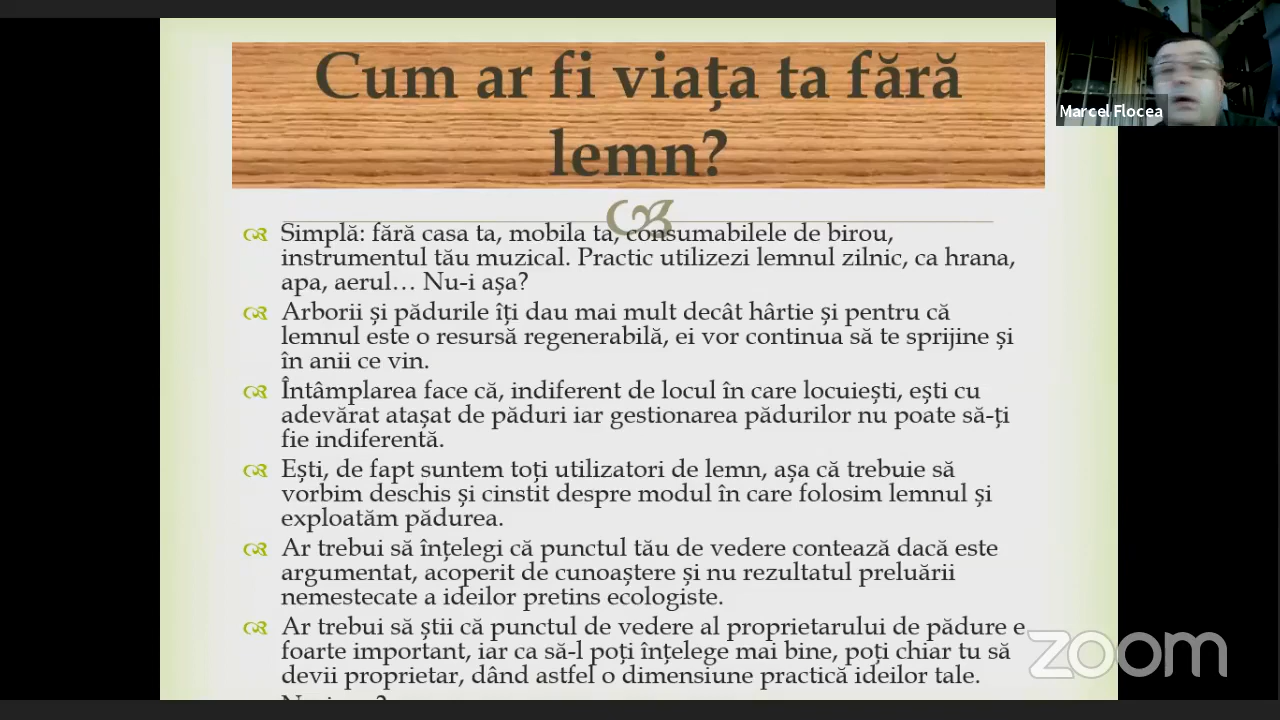 Cum ar fi viața ta fără
lemn?
Marcel Flocea
Simplă: fără casa ta, mobila ta, consumabilele de birou,
instrumentul tău muzical. Practic utilizezi lemnul zilnic, ca hrana,
apa, aerul… Nu-i așa?
Arborii și pădurile îți dau mai mult decât hârtie și pentru că
lemnul este o resursă regenerabilă, ei vor continua să te sprijine și
în anii ce vin.
Întâmplarea face că, indiferent de locul în care locuiești, ești cu
adevărat atașat de păduri iar gestionarea pădurilor nu poate să-ți
fie indiferentă.
Ești, de fapt suntem toți utilizatori de lemn, așa că trebuie să
vorbim deschis și cinstit despre modul în care folosim lemnul și
exploatăm pădurea.
Ar trebui să înțelegi că punctul tău de vedere contează dacă este
argumentat, acoperit de cunoaștere și nu rezultatul preluării
nemestecate a ideilor pretins ecologiste.
Ar trebui să știi că punctul de vedere al proprietarului de pădure e
foarte important, iar ca să-l poți înțelege mai bine, poți chiar tu să
devii proprietar, dând astfel o dimensiune practică ideilor tale.
zoom